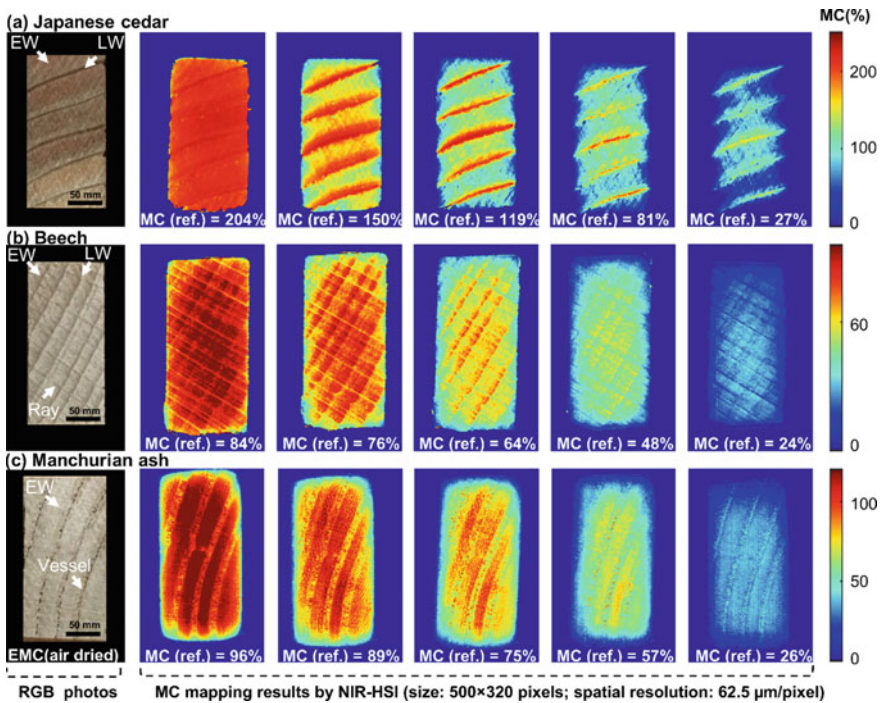 (a) Japanese cedar
MC(%)
EW LW
200
100
0
50 mm
MC (ref.) = 204% MC (ref.) = 150% MC (ref.) = 119% MC (ref.) = 81% MC (ref.) = 27%
(b) Beech
EW LW
60
0
Ray
50 mm
MC (ref.) = 84% MC (ref.) = 76% MC (ref.) = 64% MC (ref.) = 48% MC (ref.) = 24%
(c) Manchurian ash
EW
100
50
0
Vessel
50 mm
EMC(air dried) MC (ref.) = 96% MC (ref.) = 89% MC (ref.) = 75% MC (ref.) = 57% MC (ref.) = 26%
RGB photos MC mapping results by NIR-HSI (size: 500×320 pixels; spatial resolution: 62.5 μm/pixel)